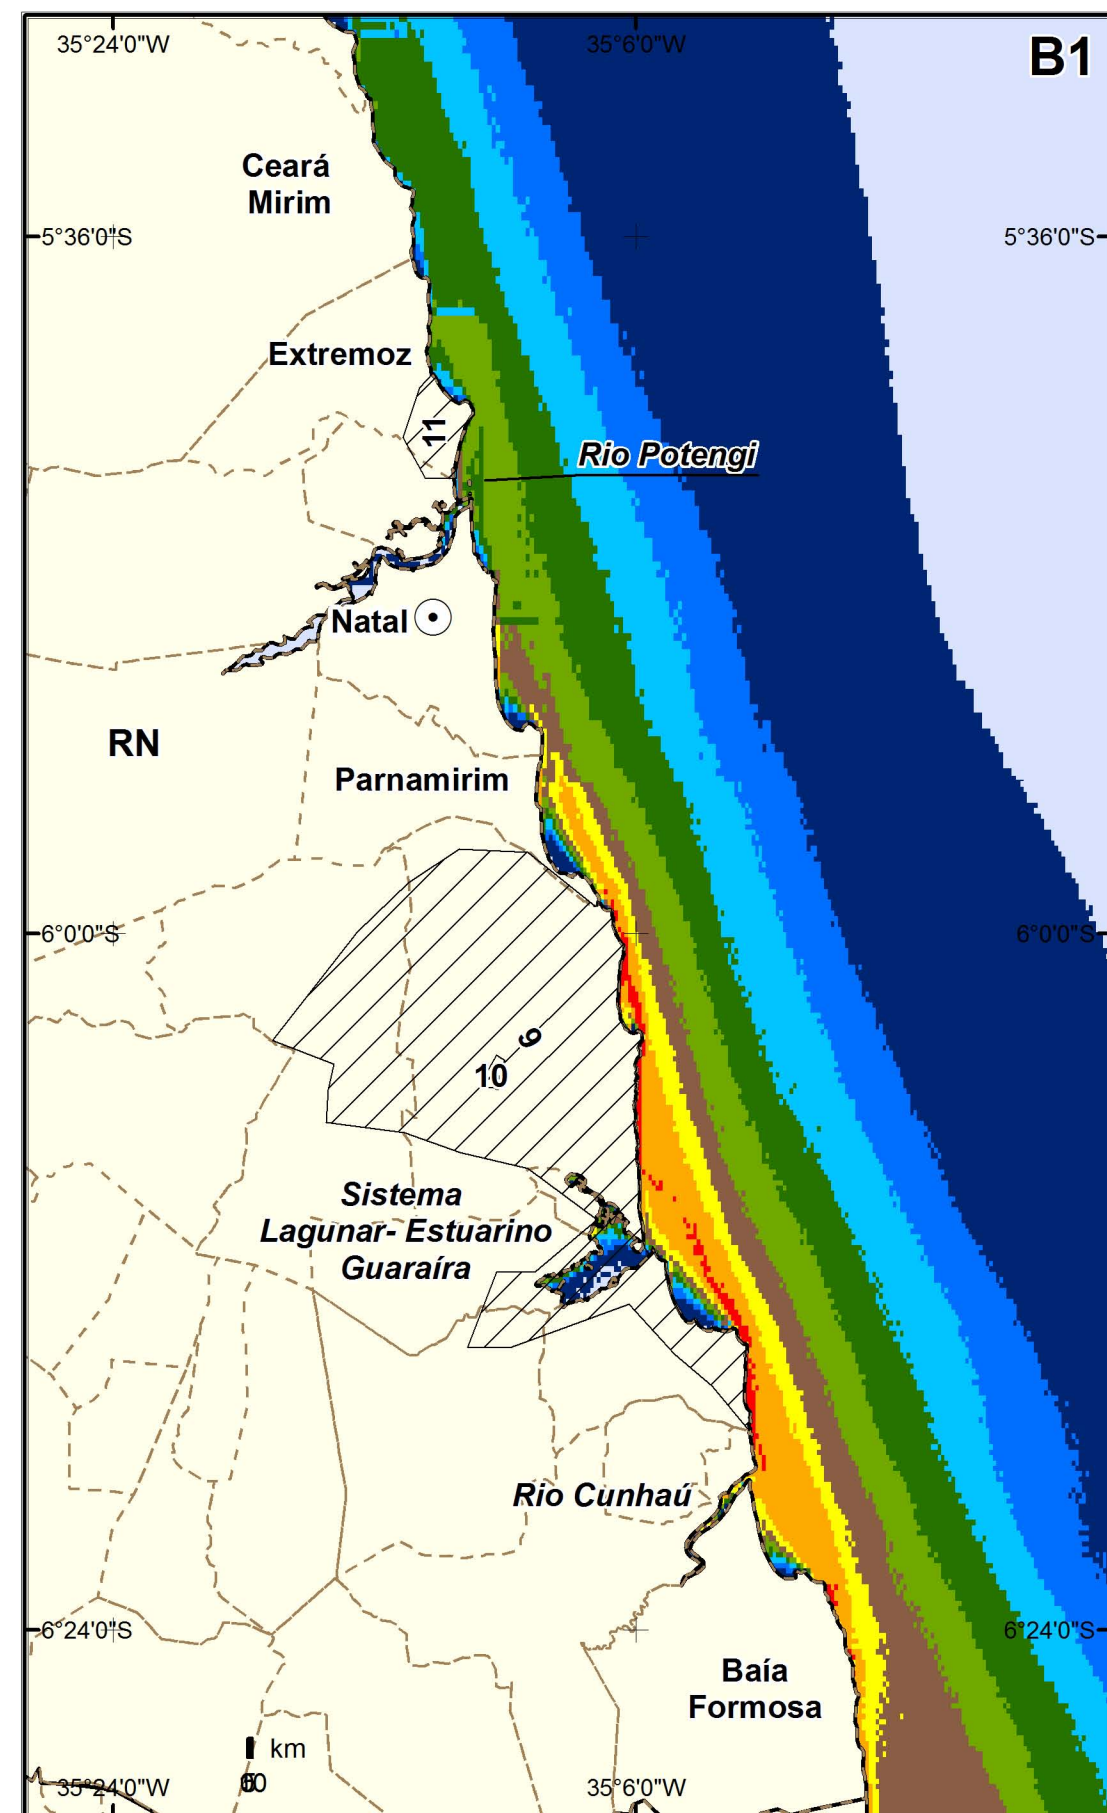 35°24'0"W
35°6'0"W
B1
Ceará
Mirim
5°36'0"S
5°36'0"S
Extremoz
11
Rio Potengi
Natal
RN
Parnamirim
6°0'0"S
6°0'0"S
9
10
Sistema
Lagunar- Estuarino
Guaraíra
Rio Cunhaú
6°24'0"S
6°24'0"S
Baía
Formosa
km
35°24'0"W
35°6'0"W